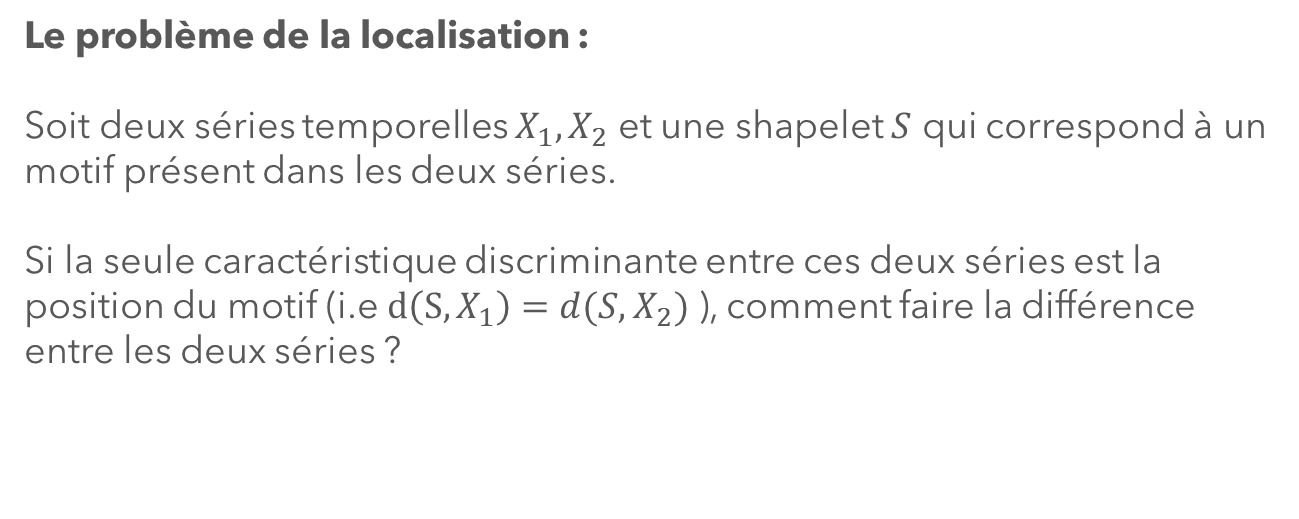 Le problème de la localisation :
Soit deux séries temporelles X₁, X₂ et une shapelet S qui correspond à un
motif présent dans les deux séries.
Si la seule caractéristique discriminante entre ces deux séries est la
position du motif (i.e d(S, X₁) = d(S, X₂) ), comment faire la différence
entre les deux séries ?